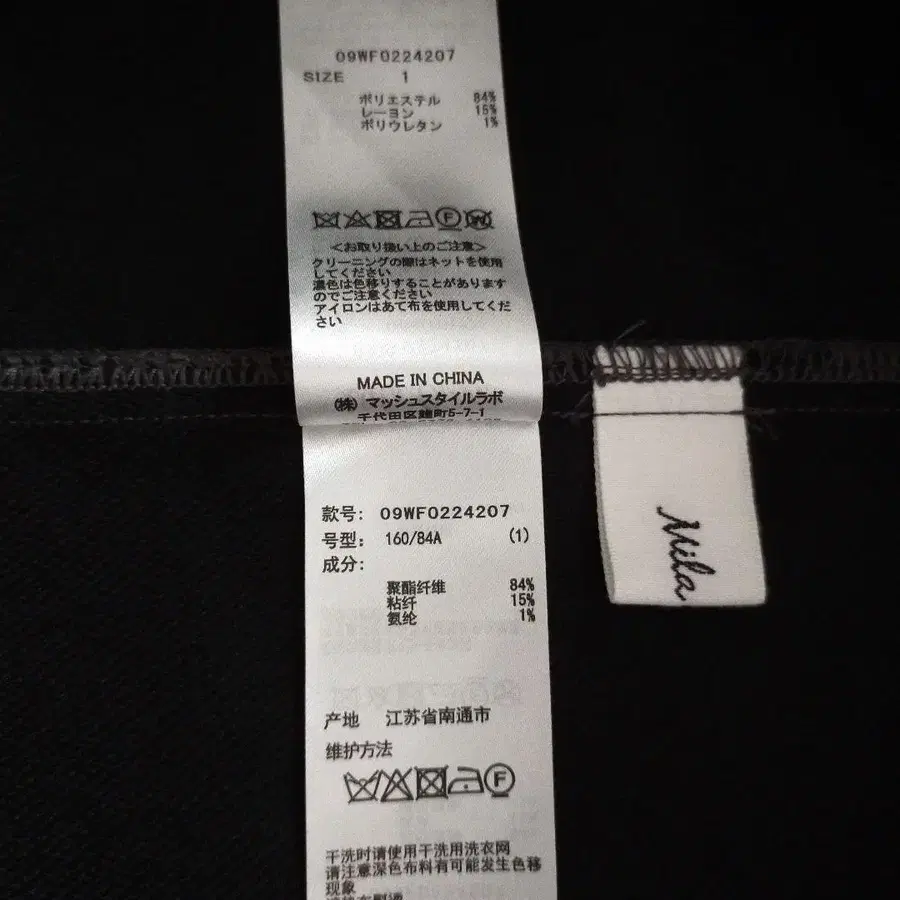 09WF0224207
SIZE 1
ポリエステル 84%
レーヨン 15%
ポリウレタン 1%
F W
<お取り扱い上のご注意>
クリーニングの際はネットを使用
してください
濃色は色移りすることがあります
のでご注意ください
アイロンはあて布を使用してくだ
さい
MADE IN CHINA
㈱ マッシュスタイルラボ
千代田区麹町5-7-1
款号: 09WF0224207
号型: 160/84A (1)
成分:
聚酯纤维 84%
粘纤 15%
氨纶 1%
产地 江苏省南通市
维护方法
F
干洗时请使用干洗用洗衣网
请注意深色布料有可能发生色移
现象
Mila